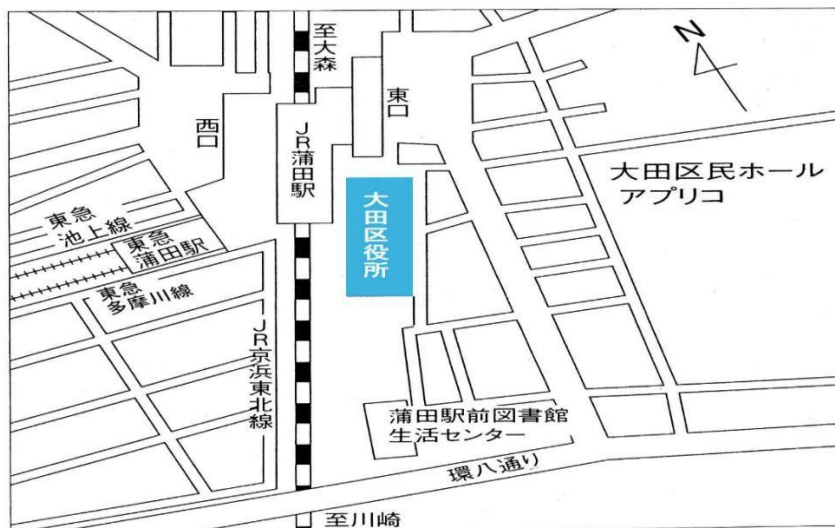 至大森
N
東口
西口
JR蒲田駅
大田区民ホール
アプリコ
大田区役所
東急
池上線
東急
蒲田駅
東急
多摩川線
JR京浜東北線
蒲田駅前図書館
生活センター
環八通り
至川崎